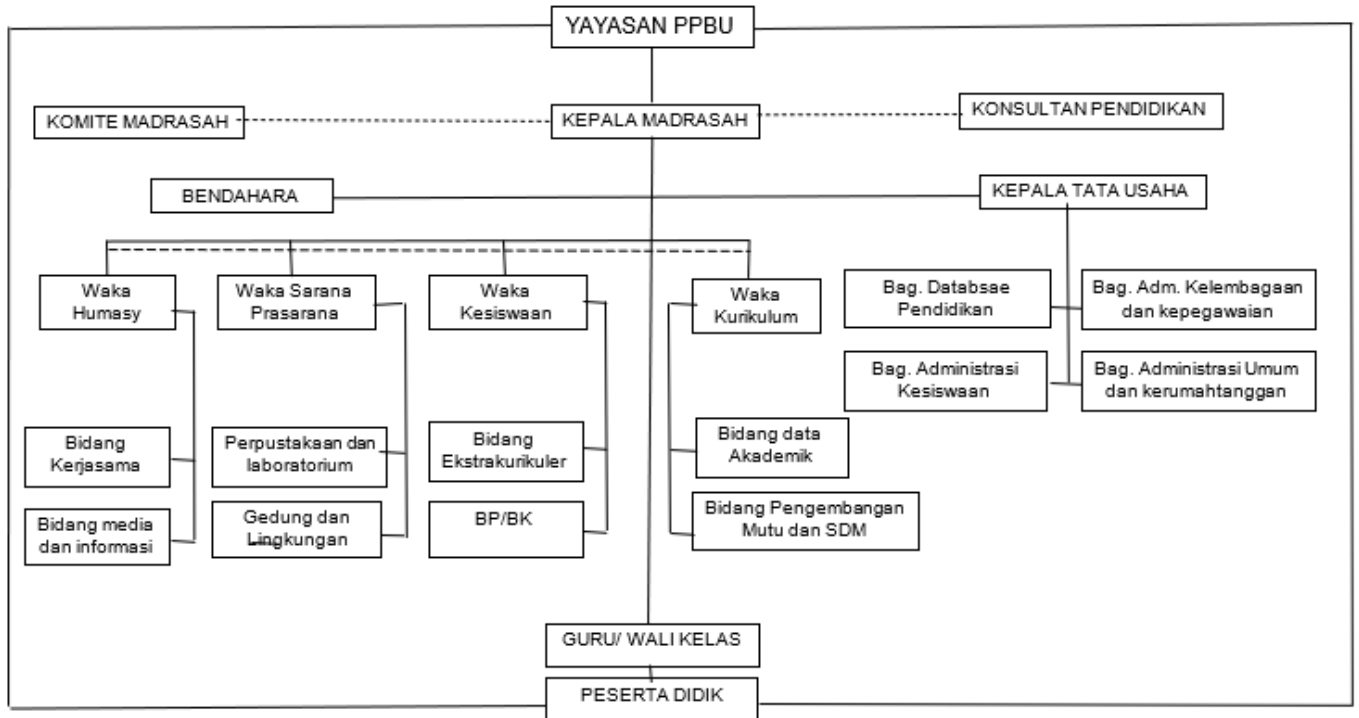 YAYASAN PPBU
KOMITE MADRASAH
KEPALA MADRASAH
KONSULTAN PENDIDIKAN
BENDAHARA
KEPALA TATA USAHA
Waka
Humasy
Waka Sarana
Prasarana
Waka
Kesiswaan
Waka
Kurikulum
Bag. Databsae
Pendidikan
Bag. Adm. Kelembagaan
dan kepegawaian
Bag. Administrasi
Kesiswaan
Bag. Administrasi Umum
dan kerumahtanggan
Bidang
Kerjasama
Perpustakaan dan
laboratorium
Bidang
Ekstrakurikuler
Bidang data
Akademik
Bidang media
dan informasi
Gedung dan
Lingkungan
BP/BK
Bidang Pengembangan
Mutu dan SDM
GURU/ WALI KELAS
PESERTA DIDIK